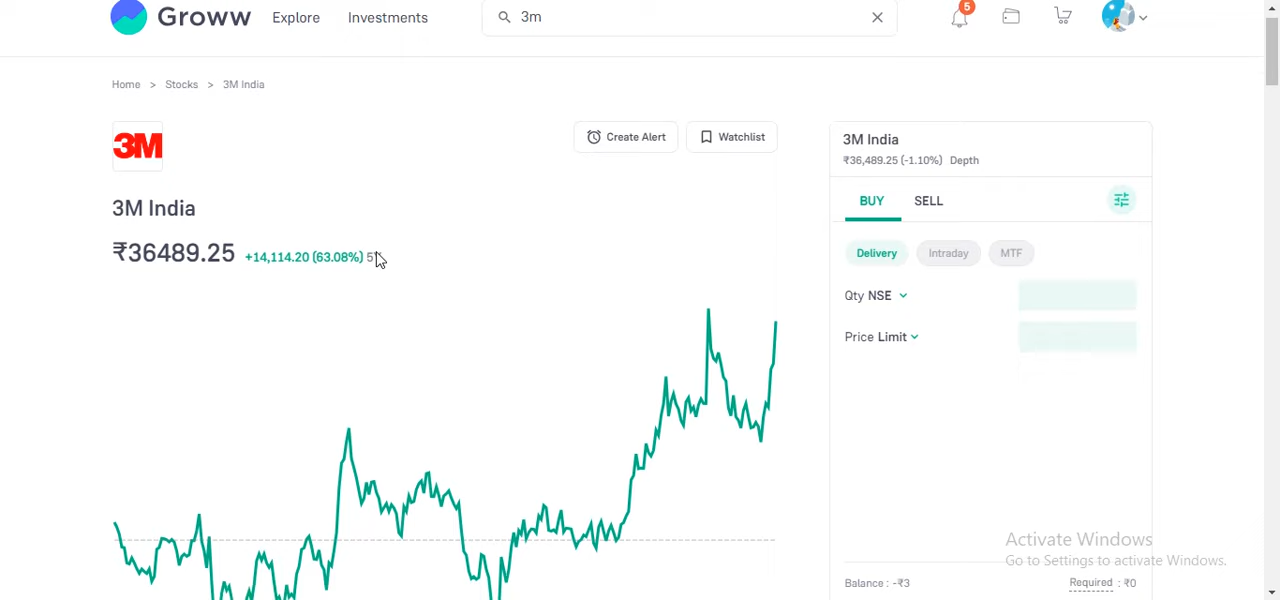 Groww Explore Investments 3m 5
Home > Stocks > 3M India
3M
Create Alert Watchlist
3M India
₹36489.25 +14,114.20 (63.08%)
3M India
₹36,489.25 (-1.10%) Depth
BUY SELL
Delivery Intraday MTF
Qty NSE
Price Limit
Balance : -₹3 Required : ₹0
Activate Windows
Go to Settings to activate Windows.